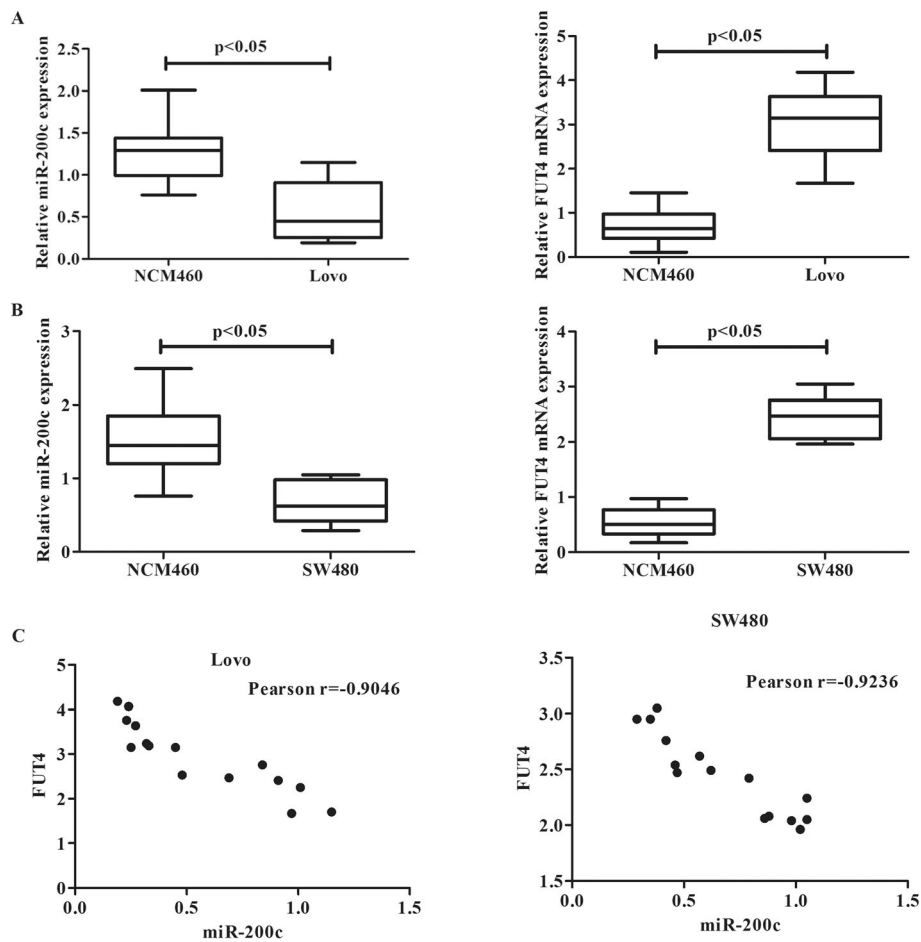 A
Relative miR-200c expression
2.5
2.0
1.5
1.0
0.5
0.0
p<0.05
NCM460 Lovo
Relative FUT4 mRNA expression
5
4
3
2
1
0
p<0.05
NCM460 Lovo
B
Relative miR-200c expression
3
2
1
0
p<0.05
NCM460 SW480
Relative FUT4 mRNA expression
4
3
2
1
0
p<0.05
NCM460 SW480
C
Lovo
Pearson r=-0.9046
FUT4
5
4
3
2
1
0
0.0 0.5 1.0 1.5
miR-200c
SW480
Pearson r=-0.9236
FUT4
3.5
3.0
2.5
2.0
1.5
0.0 0.5 1.0 1.5
miR-200c